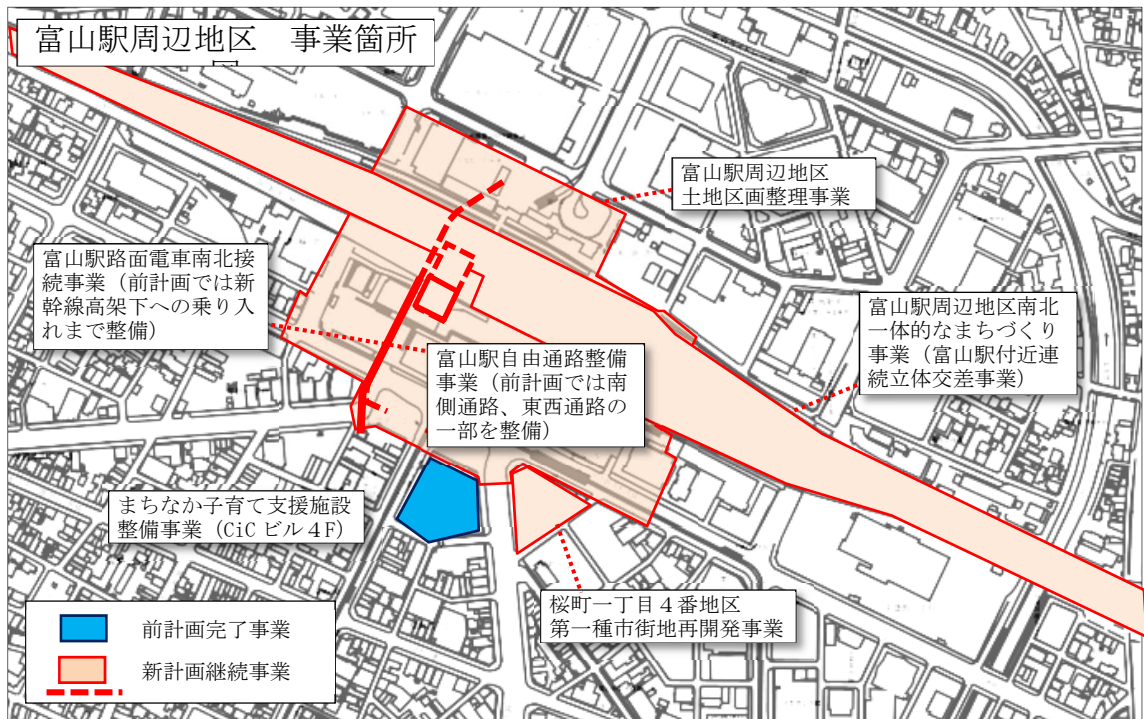 富山駅周辺地区　事業箇所
富山駅周辺地区
土地区画整理事業
富山駅路面電車南北接
続事業（前計画では新
幹線高架下への乗り入
れまで整備）
富山駅周辺地区南北
一体的なまちづくり
事業（富山駅付近連
続立体交差事業）
富山駅自由通路整備
事業（前計画では南
側通路、東西通路の
一部を整備）
まちなか子育て支援施設
整備事業（CiC ビル４F）
桜町一丁目４番地区
第一種市街地再開発事業
前計画完了事業
新計画継続事業